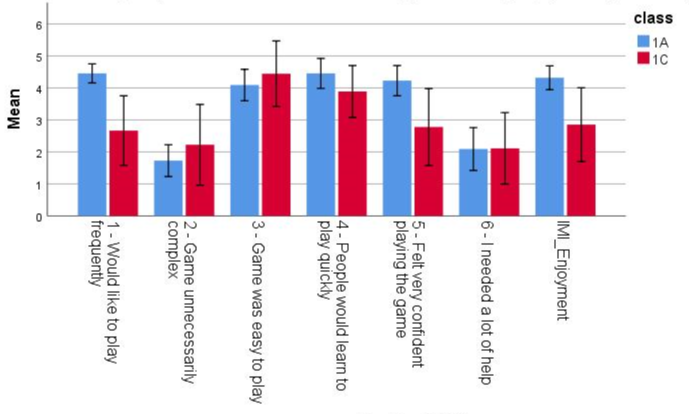 class
1A
1C
Mean
6
5
4
3
2
1
0
1 - Would like to play
frequently
2 - Game unnecessarily
complex
3 - Game was easy to play
4 - People would learn to
play quickly
5 - Felt very confident
playing the game
6 - I needed a lot of help
IMI_Enjoyment